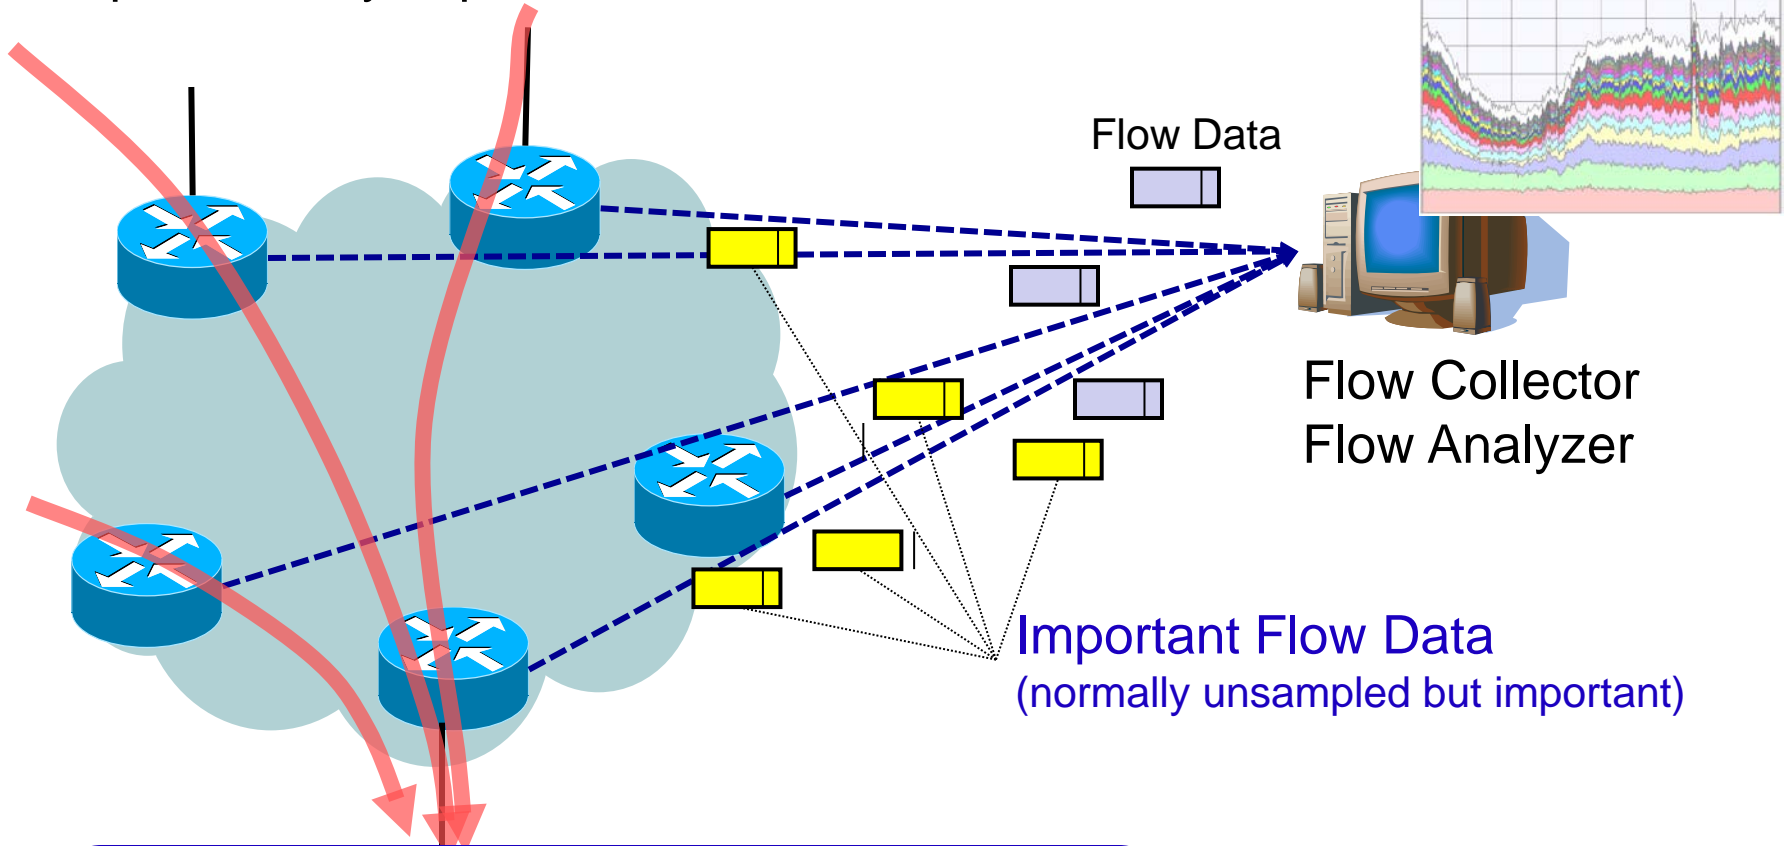 Flow Data
Flow Collector
Flow Analyzer
Important Flow Data
(normally unsampled but important)